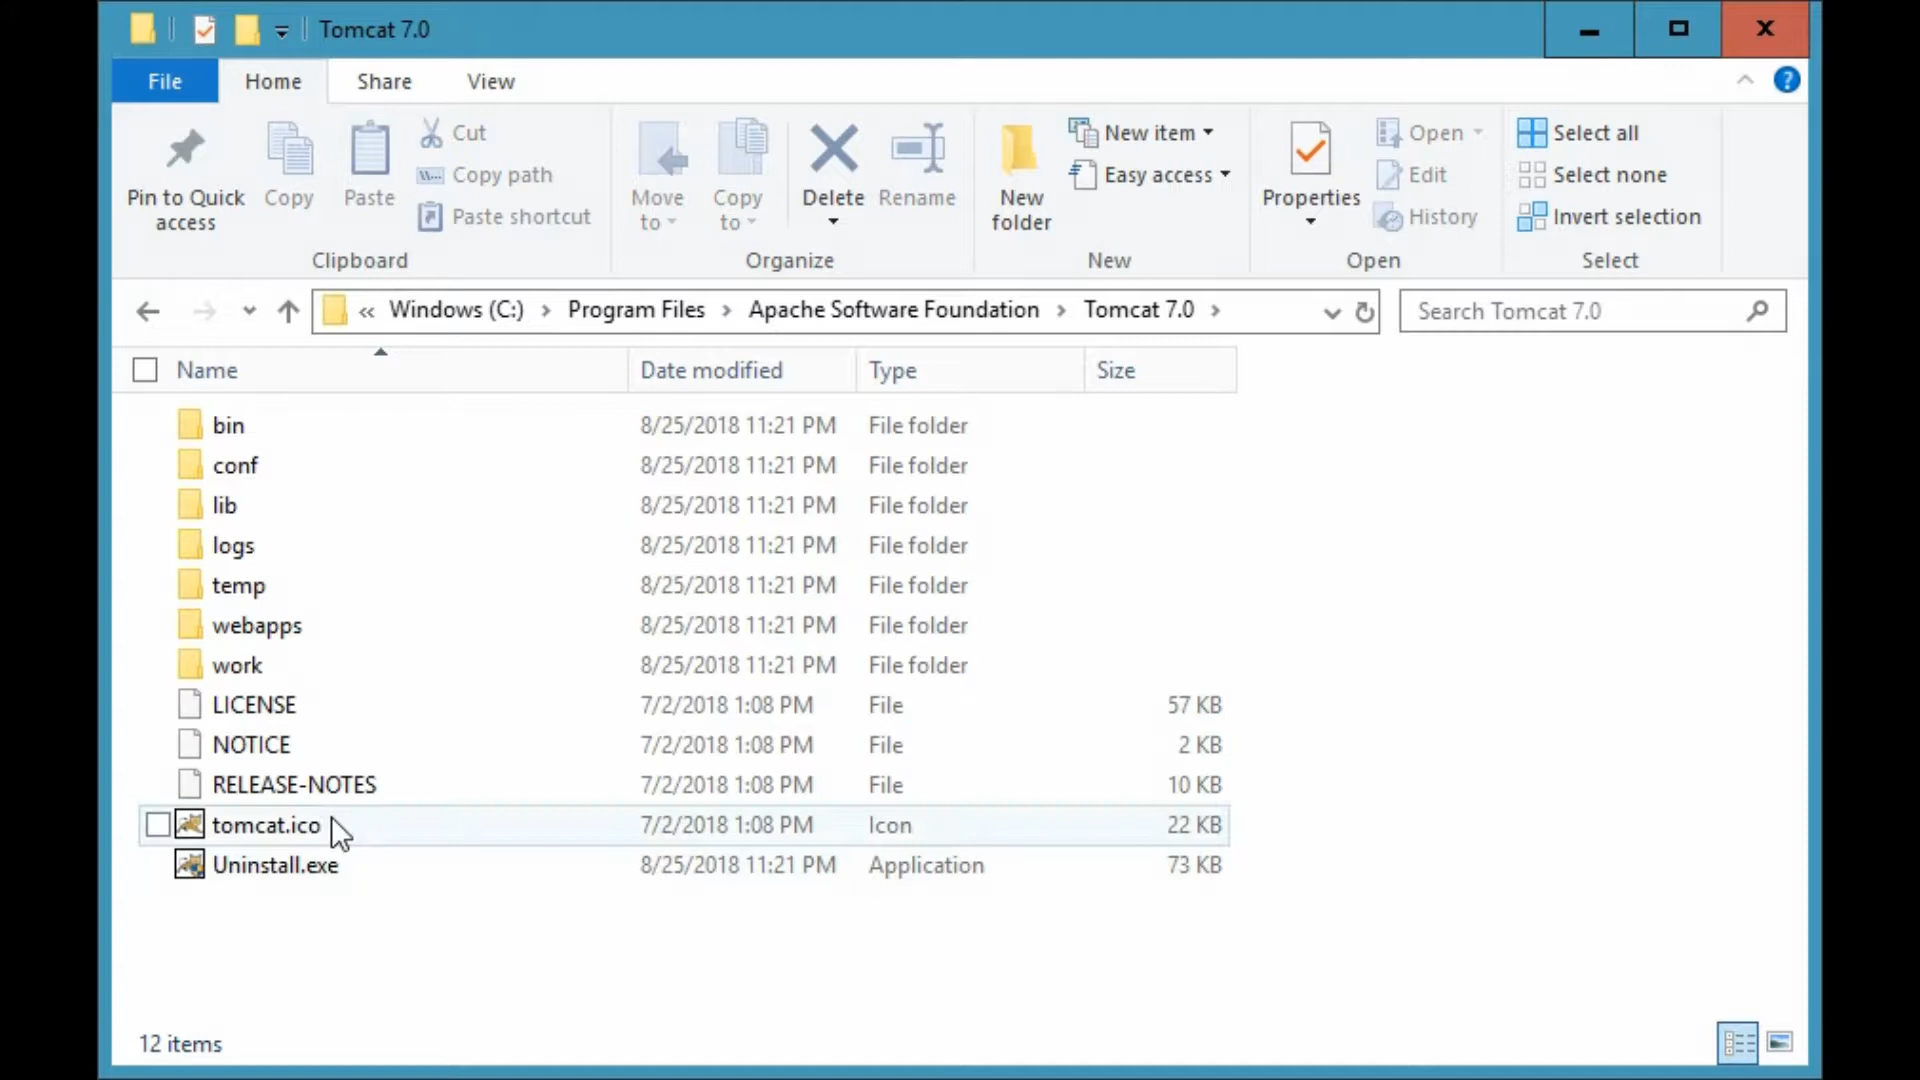 Tomcat 7.0
File Home Share View
Pin to Quick access
Copy
Paste
Cut
Copy path
Paste shortcut
Clipboard
Move to
Copy to
Delete
Rename
Organize
New folder
New item
Easy access
New
Properties
Open
Edit
History
Open
Select all
Select none
Invert selection
Select
« Windows (C:) › Program Files › Apache Software Foundation › Tomcat 7.0 ›
Search Tomcat 7.0
Name Date modified Type Size
bin 8/25/2018 11:21 PM File folder
conf 8/25/2018 11:21 PM File folder
lib 8/25/2018 11:21 PM File folder
logs 8/25/2018 11:21 PM File folder
temp 8/25/2018 11:21 PM File folder
webapps 8/25/2018 11:21 PM File folder
work 8/25/2018 11:21 PM File folder
LICENSE 7/2/2018 1:08 PM File 57 KB
NOTICE 7/2/2018 1:08 PM File 2 KB
RELEASE-NOTES 7/2/2018 1:08 PM File 10 KB
tomcat.ico 7/2/2018 1:08 PM Icon 22 KB
Uninstall.exe 8/25/2018 11:21 PM Application 73 KB
12 items